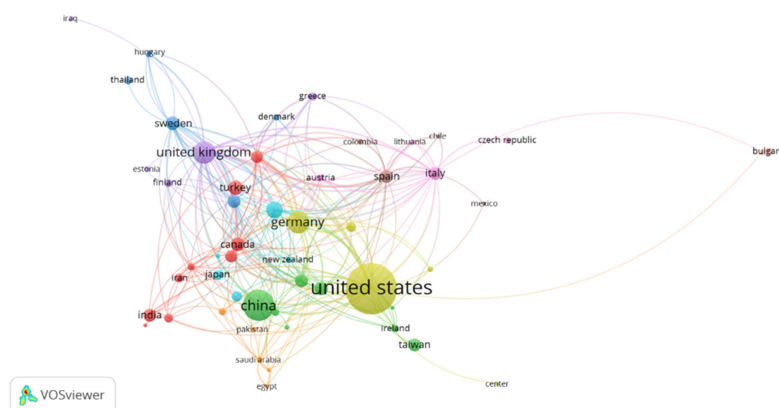 iraq
hungary
thailand
greece
sweden
denmark
chile
colombia
lithuania
czech republic
united kingdom
bulgar
estonia
austria
spain
italy
finland
turkey
mexico
germany
canada
new zealand
iran
japan
united states
china
india
pakistan
ireland
taiwan
saudi arabia
egypt
center
VOSviewer